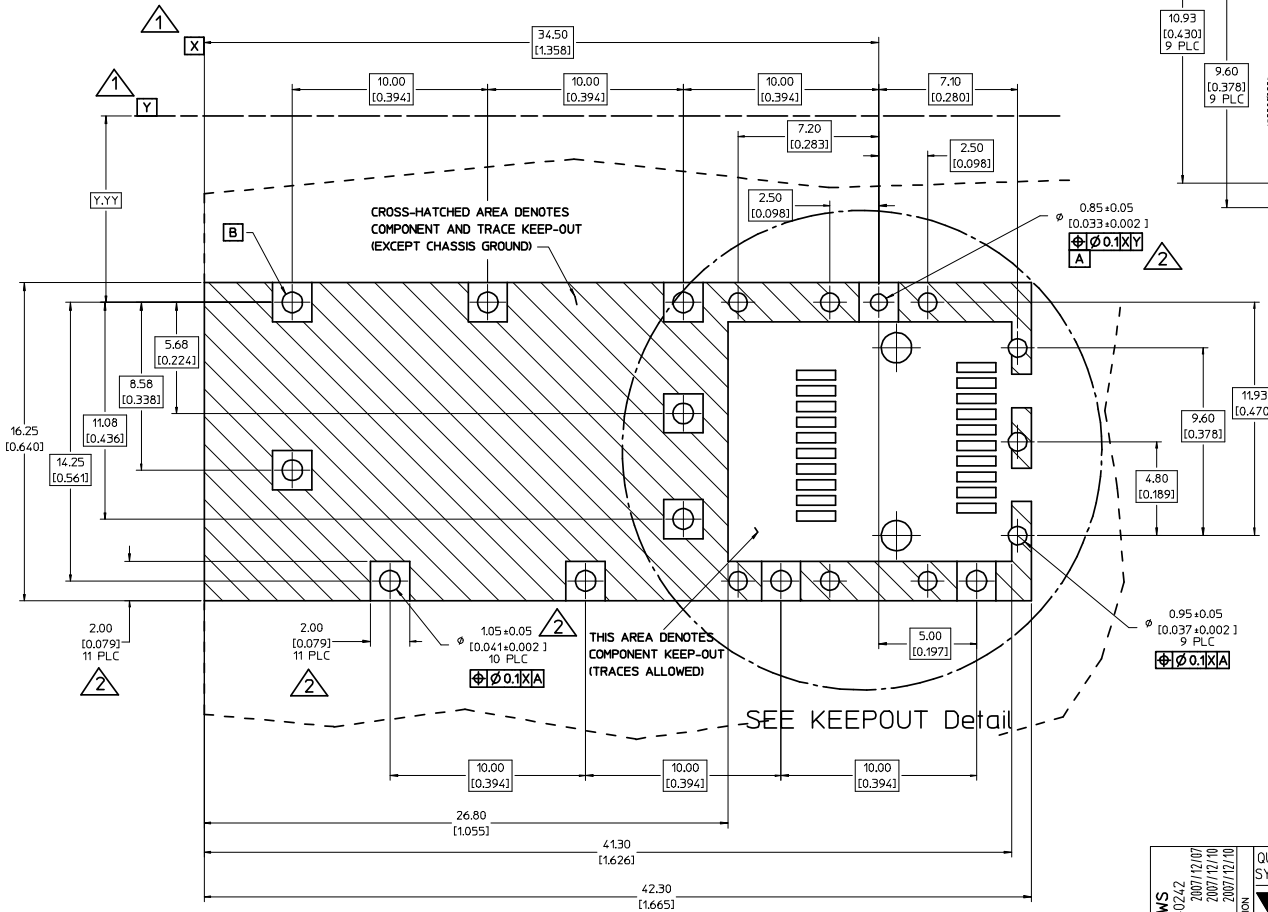 1
X
34.50
[1.358]
10.93
[0.430]
9 PLC
9.60
[0.378]
9 PLC
1
Y
10.00
[0.394]
10.00
[0.394]
10.00
[0.394]
7.10
[0.280]
7.20
[0.283]
2.50
[0.098]
2.50
[0.098]
Y.YY
B
CROSS-HATCHED AREA DENOTES
COMPONENT AND TRACE KEEP-OUT
(EXCEPT CHASSIS GROUND)
⌀ 0.85±0.05
[0.033±0.002 ]
⌖ ⌀ 0.1 X Y
A
2
5.68
[0.224]
8.58
[0.338]
11.08
[0.436]
14.25
[0.561]
16.25
[0.640]
11.93
[0.470
9.60
[0.378]
4.80
[0.189]
2.00
[0.079]
11 PLC
2
2.00
[0.079]
11 PLC
2
⌀ 1.05±0.05
[0.041±0.002 ]
10 PLC
⌖ ⌀ 0.1 X A
2
THIS AREA DENOTES
COMPONENT KEEP-OUT
(TRACES ALLOWED)
5.00
[0.197]
⌀ 0.95±0.05
[0.037±0.002 ]
9 PLC
⌖ ⌀ 0.1 X A
SEE KEEPOUT Detail
10.00
[0.394]
10.00
[0.394]
10.00
[0.394]
26.80
[1.055]
41.30
[1.626]
42.30
[1.665]
WS
0242
2007/12/07
2007/12/10
2007/12/10
ION
QU
SY